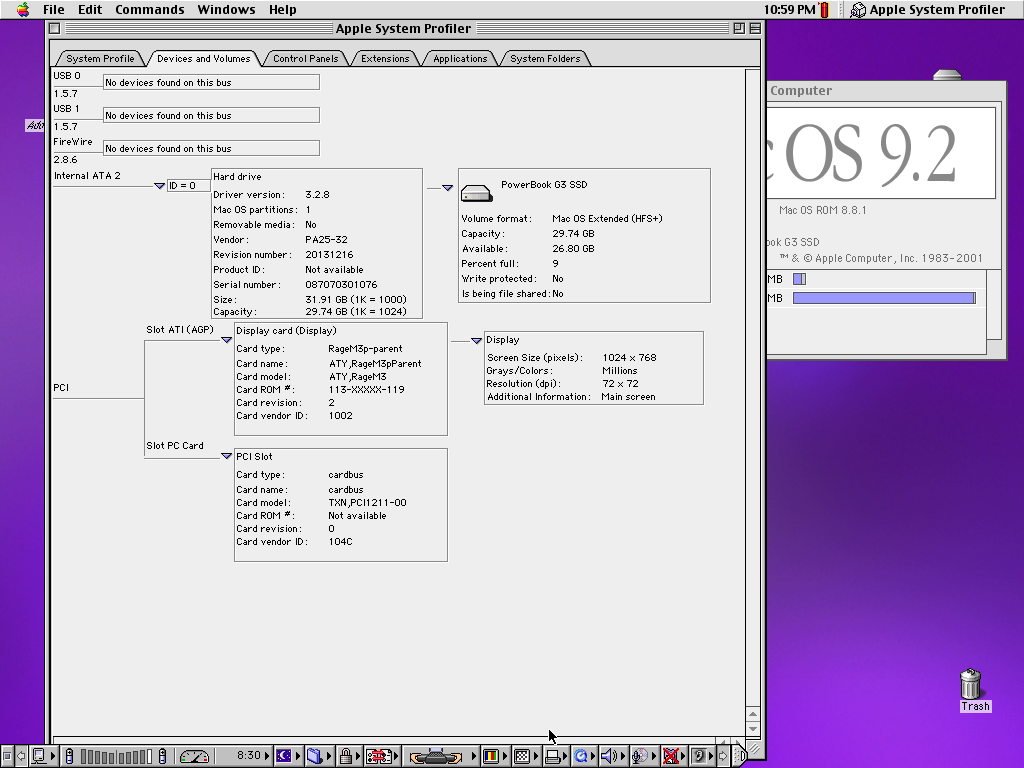 File Edit Commands Windows Help 10:59 PM Apple System Profiler
Apple System Profiler
System Profile Devices and Volumes Control Panels Extensions Applications System Folders
USB 0
No devices found on this bus
1.5.7
USB 1
No devices found on this bus
1.5.7
FireWire
No devices found on this bus
2.8.6
Internal ATA 2
ID = 0
Hard drive
Driver version: 3.2.8
Mac OS partitions: 1
Removable media: No
Vendor: PA25-32
Revision number: 20131216
Product ID: Not available
Serial number: 087070301076
Size: 31.91 GB (1K = 1000)
Capacity: 29.74 GB (1K = 1024)
PowerBook G3 SSD
Volume format: Mac OS Extended (HFS+)
Capacity: 29.74 GB
Available: 26.80 GB
Percent full: 9
Write protected: No
Is being file shared: No
PCI
Slot ATI (AGP)
Display card (Display)
Card type: RageM3p-parent
Card name: ATY,RageM3pParent
Card model: ATY,RageM3
Card ROM #: 113-XXXXX-119
Card revision: 2
Card vendor ID: 1002
Display
Screen Size (pixels): 1024 x 768
Grays/Colors: Millions
Resolution (dpi): 72 x 72
Additional Information: Main screen
Slot PC Card
PCI Slot
Card type: cardbus
Card name: cardbus
Card model: TXN,PCI1211-00
Card ROM #: Not available
Card revision: 0
Card vendor ID: 104C
Computer
c OS 9.2
Mac OS ROM 8.8.1
ook G3 SSD
™ & © Apple Computer, Inc. 1983-2001
MB
MB
Trash
8:30